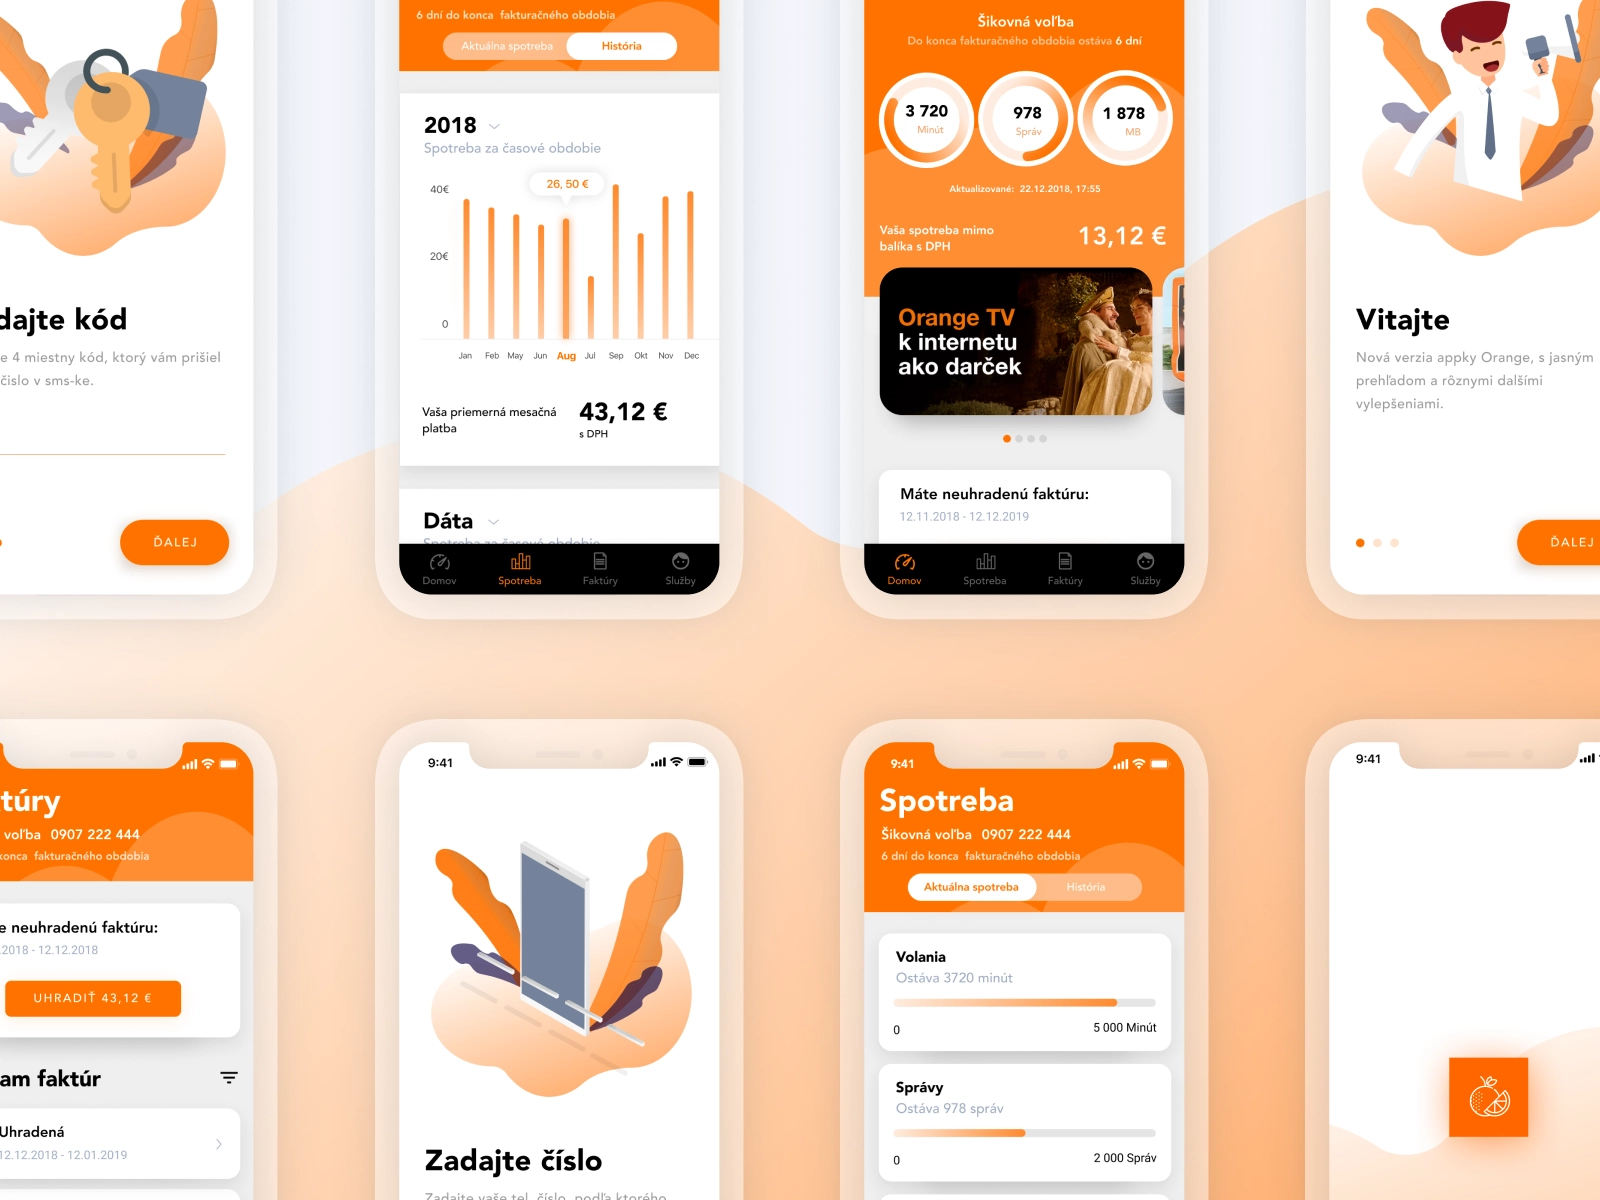 dajte kód
e 4 miestny kód, ktorý vám prišiel
čislo v sms-ke.
ĎALEJ
6 dní do konca fakturačného obdobia
Aktuálna spotreba
História
2018
Spotreba za časové obdobie
26, 50 €
40€
20€
0
Jan Feb May Jun Aug Jul Sep Okt Nov Dec
Vaša priemerná mesačná
platba
43,12 €
s DPH
Dáta
Spotreba za časové obdobie
Domov Spotreba Faktúry Služby
Šikovná voľba
Do konca fakturačného obdobia ostáva 6 dní
3 720
Minút
978
Správ
1 878
MB
Aktualizované: 22.12.2018, 17:55
Vaša spotreba mimo
balíka s DPH
13,12 €
Orange TV
k internetu
ako darček
Máte neuhradenú faktúru:
12.11.2018 - 12.12.2019
Domov Spotreba Faktúry Služby
Vitajte
Nová verzia appky Orange, s jasným
prehľadom a rôznymi dalšími
vylepšeniami.
ĎALEJ
túry
voľba 0907 222 444
konca fakturačného obdobia
e neuhradenú faktúru:
.2018 - 12.12.2018
UHRADIŤ 43,12 €
am faktúr
Uhradená
12.12.2018 - 12.01.2019
9:41
Zadajte číslo
Zadajte vaše tel. číslo, podľa ktorého
9:41
Spotreba
Šikovná voľba 0907 222 444
6 dní do konca fakturačného obdobia
Aktuálna spotreba
História
Volania
Ostáva 3720 minút
0
5 000 Minút
Správy
Ostáva 978 správ
0
2 000 Správ
9:41